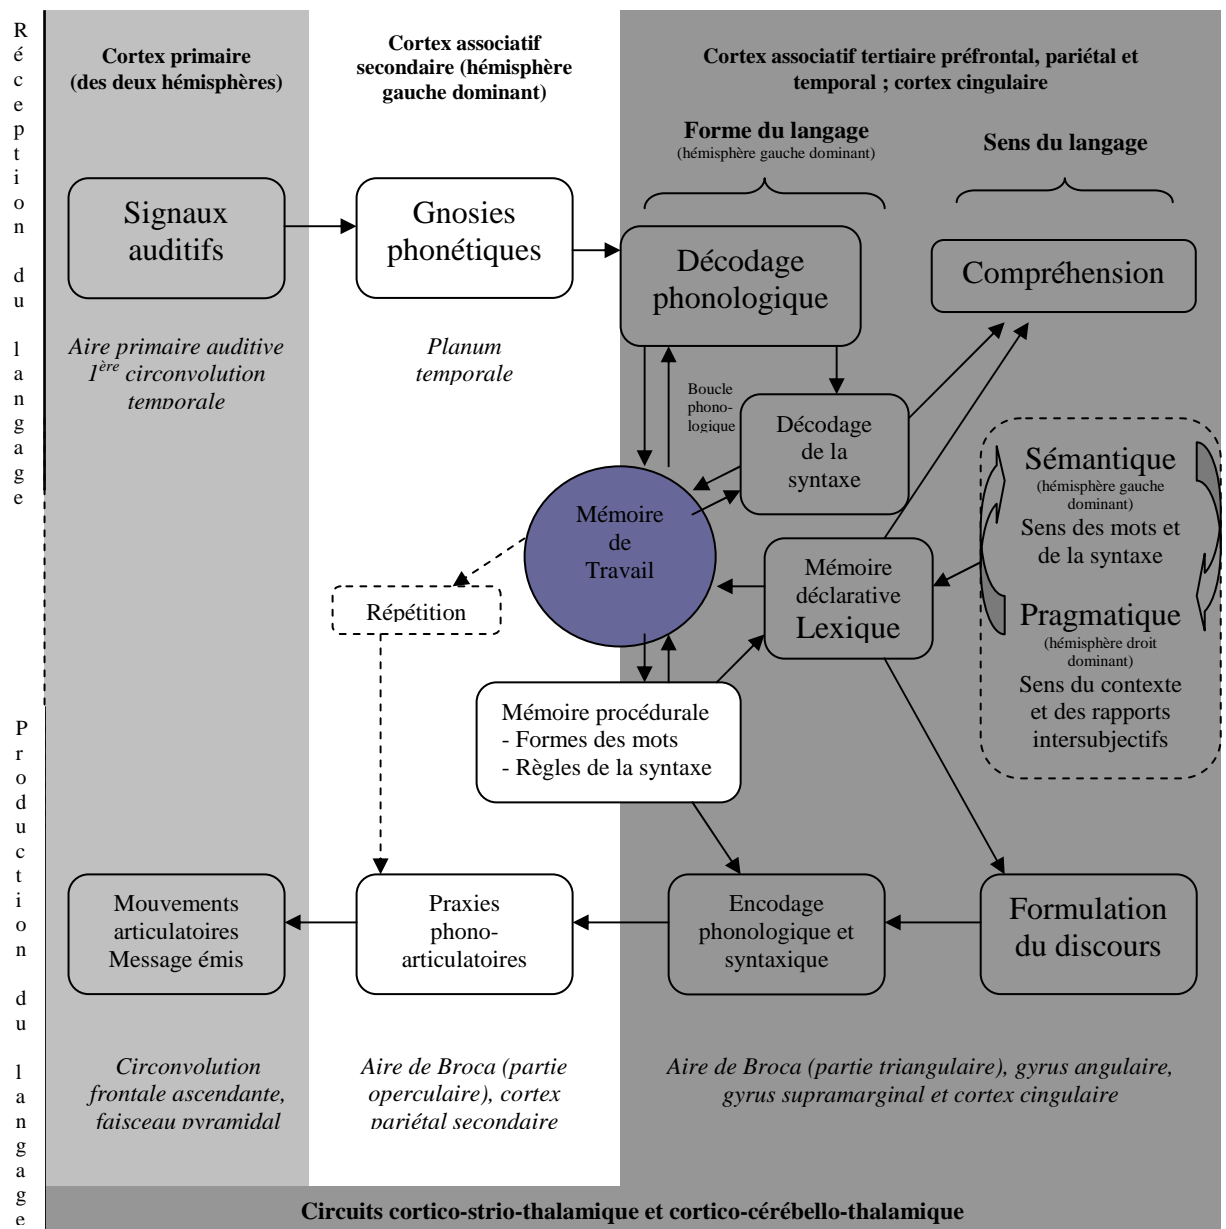 Réception du langage
Cortex primaire
(des deux hémisphères)
Cortex associatif
secondaire (hémisphère
gauche dominant)
Cortex associatif tertiaire préfrontal, pariétal et
temporal ; cortex cingulaire
Forme du langage
(hémisphère gauche dominant)
Sens du langage
Signaux
auditifs
Gnosies
phonétiques
Décodage
phonologique
Compréhension
Aire primaire auditive
1ère circonvolution
temporale
Planum
temporale
Boucle
phono-
logique
Décodage
de la
syntaxe
Sémantique
(hémisphère gauche
dominant)
Sens des mots et
de la syntaxe
Mémoire
de
Travail
Mémoire
déclarative
Lexique
Répétition
Pragmatique
(hémisphère droit
dominant)
Sens du contexte
et des rapports
intersubjectifs
Mémoire procédurale
- Formes des mots
- Règles de la syntaxe
Production du langage
Mouvements
articulatoires
Message émis
Praxies
phono-
articulatoires
Encodage
phonologique et
syntaxique
Formulation
du discours
Circonvolution
frontale ascendante,
faisceau pyramidal
Aire de Broca (partie
operculaire), cortex
pariétal secondaire
Aire de Broca (partie triangulaire), gyrus angulaire,
gyrus supramarginal et cortex cingulaire
Circuits cortico-strio-thalamique et cortico-cérébello-thalamique